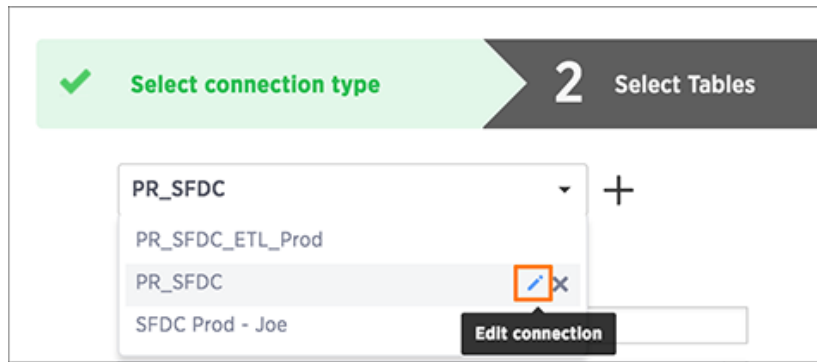 Select connection type
2 Select Tables
PR_SFDC
PR_SFDC_ETL_Prod
PR_SFDC
SFDC Prod - Joe
Edit connection